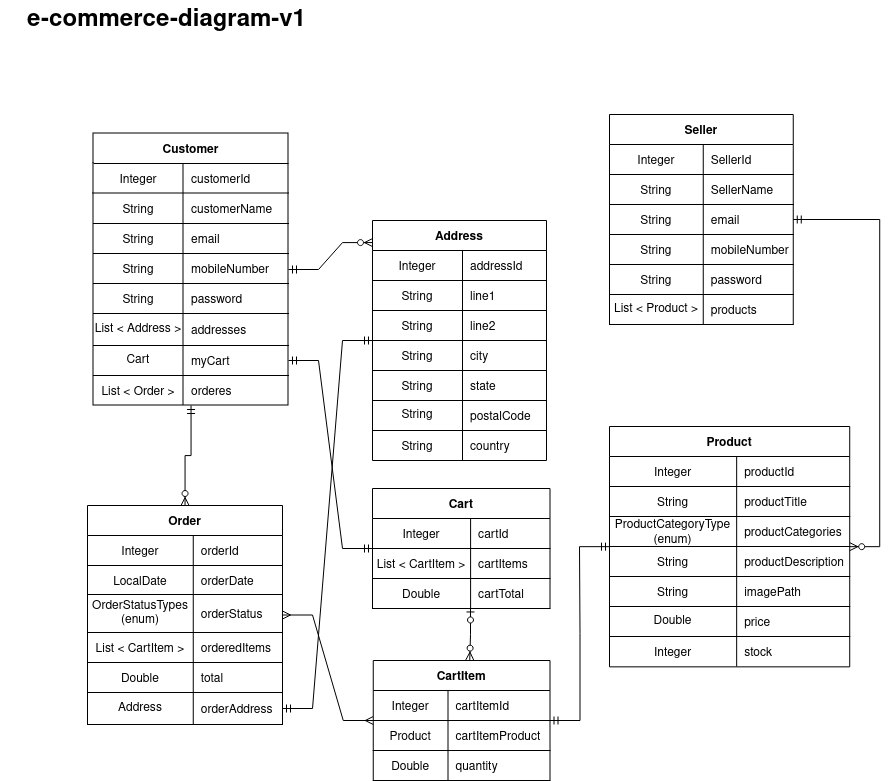 e-commerce-diagram-v1
Customer
Integer customerId
String customerName
String email
String mobileNumber
String password
List < Address > addresses
Cart myCart
List < Order > orderes
Address
Integer addressId
String line1
String line2
String city
String state
String postalCode
String country
Seller
Integer SellerId
String SellerName
String email
String mobileNumber
String password
List < Product > products
Order
Integer orderId
LocalDate orderDate
OrderStatusTypes
(enum) orderStatus
List < CartItem > orderedItems
Double total
Address orderAddress
Cart
Integer cartId
List < CartItem > cartItems
Double cartTotal
CartItem
Integer cartItemId
Product cartItemProduct
Double quantity
Product
Integer productId
String productTitle
ProductCategoryType
(enum) productCategories
String productDescription
String imagePath
Double price
Integer stock